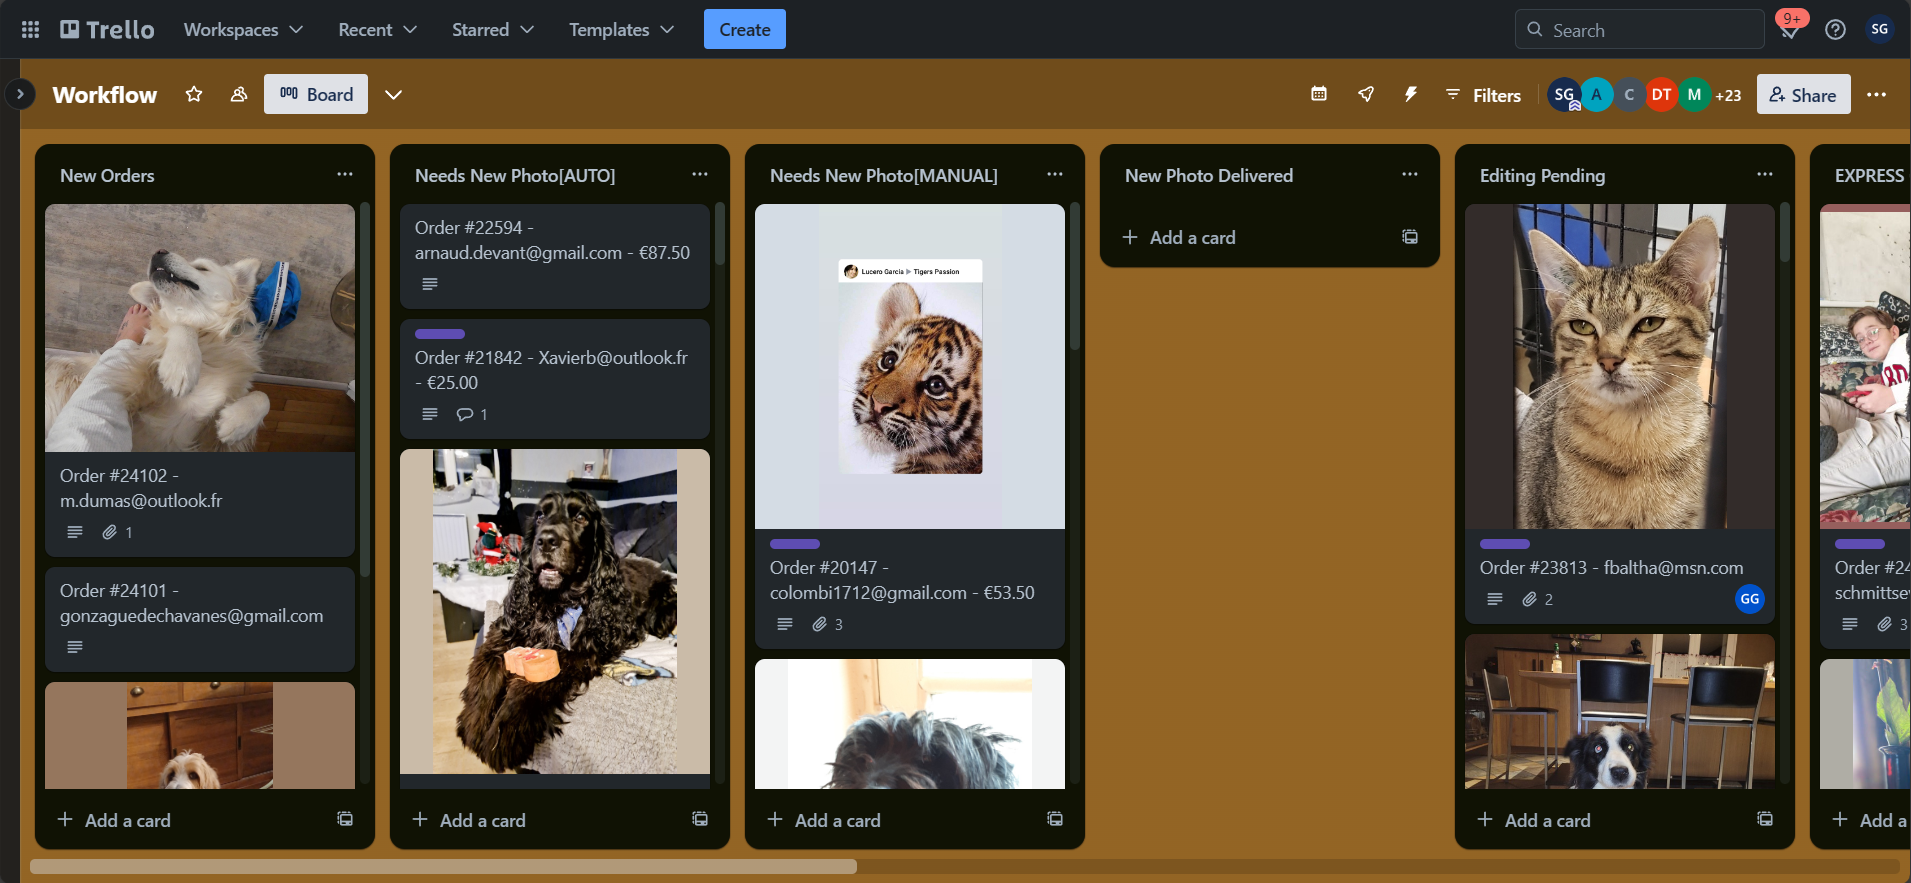 Trello
Workspaces
Recent
Starred
Templates
Create
Search
9+
SG
Workflow
Board
Filters
SG
A
C
DT
M
+23
Share
New Orders
Order #24102 -
m.dumas@outlook.fr
1
Order #24101 -
gonzaguedechavanes@gmail.com
Add a card
Needs New Photo[AUTO]
Order #22594 -
arnaud.devant@gmail.com - €87.50
Order #21842 - Xavierb@outlook.fr
- €25.00
1
Add a card
Needs New Photo[MANUAL]
Lucero Garcia ▶ Tigers Passion
Order #20147 -
colombi1712@gmail.com - €53.50
3
Add a card
New Photo Delivered
Add a card
Editing Pending
Order #23813 - fbaltha@msn.com
2
GG
Add a card
EXPRESS
Order #24
schmittse
3
Add a